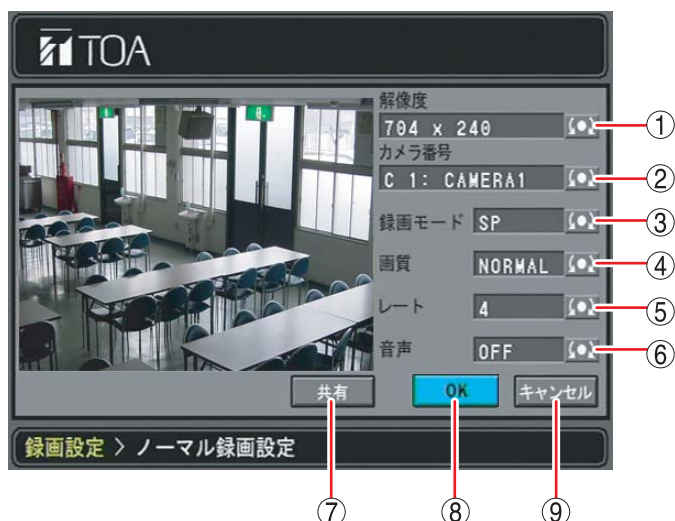 TOA
解像度
704 x 240
①
カメラ番号
C 1: CAMERA1
②
録画モード SP
③
画質 NORMAL
④
レート 4
⑤
音声 OFF
⑥
共有 OK キャンセル
録画設定 > ノーマル録画設定
⑦ ⑧ ⑨